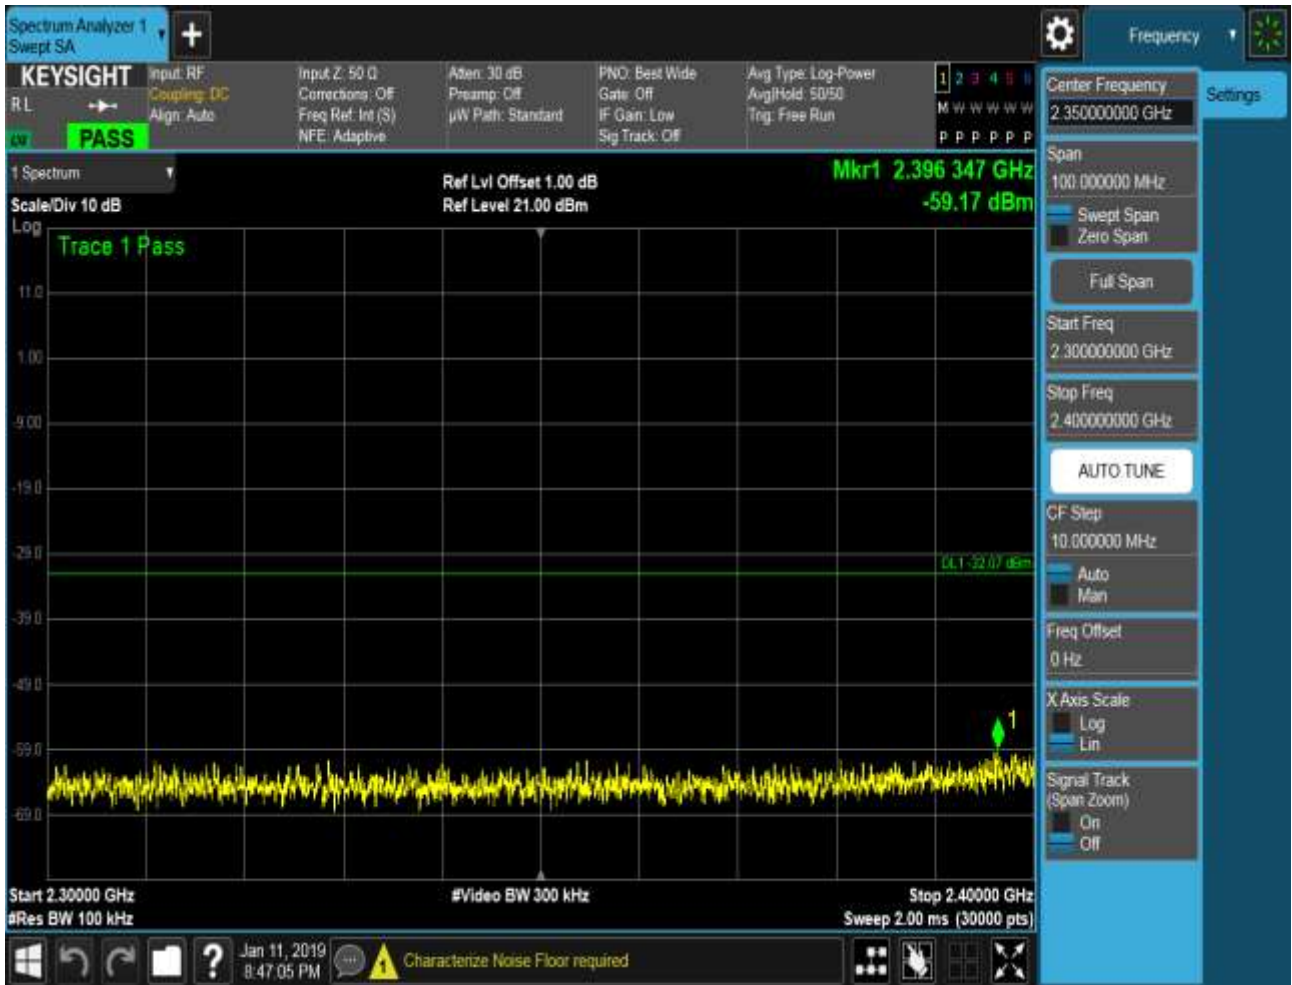 Spectrum Analyzer 1
Swept SA
Frequency
KEYSIGHT
RL
PASS
Input: RF
Coupling: DC
Align: Auto
Input Z: 50 Ω
Corrections: Off
Freq Ref: Int (S)
NFE: Adaptive
Atten: 30 dB
Preamp: Off
µW Path: Standard
PNO: Best Wide
Gate: Off
IF Gain: Low
Sig Track: Off
Avg Type: Log-Power
Avg|Hold: 50/50
Trig: Free Run
1 2 3 4 5 6
M W W W W W
P P P P P P
1 Spectrum
Scale/Div 10 dB
Log
Ref Lvl Offset 1.00 dB
Ref Level 21.00 dBm
Mkr1 2.396 347 GHz
-59.17 dBm
Trace 1 Pass
11.0
1.00
-9.00
-19.0
-29.0
DL1 -32.07 dBm
-39.0
-49.0
1
-59.0
-69.0
Start 2.30000 GHz
#Video BW 300 kHz
Stop 2.40000 GHz
#Res BW 100 kHz
Sweep 2.00 ms (30000 pts)
Center Frequency
2.350000000 GHz
Settings
Span
100.000000 MHz
Swept Span
Zero Span
Full Span
Start Freq
2.300000000 GHz
Stop Freq
2.400000000 GHz
AUTO TUNE
CF Step
10.000000 MHz
Auto
Man
Freq Offset
0 Hz
X Axis Scale
Log
Lin
Signal Track
(Span Zoom)
On
Off
?
Jan 11, 2019
8:47:05 PM
1
Characterize Noise Floor required